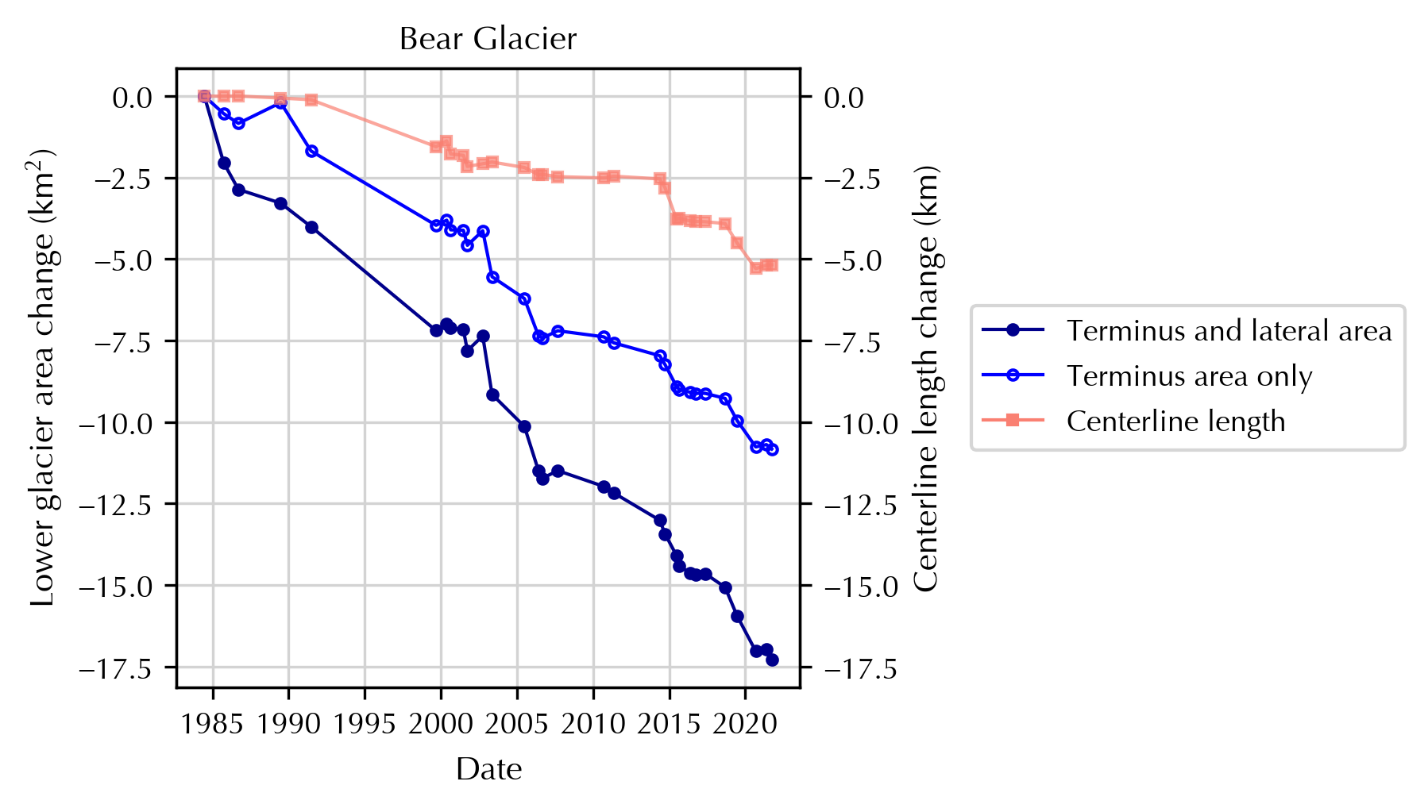 Bear Glacier
Lower glacier area change (km²)
0.0
−2.5
−5.0
−7.5
−10.0
−12.5
−15.0
−17.5
0.0
−2.5
−5.0
−7.5
−10.0
−12.5
−15.0
−17.5
Centerline length change (km)
1985 1990 1995 2000 2005 2010 2015 2020
Date
Terminus and lateral area
Terminus area only
Centerline length